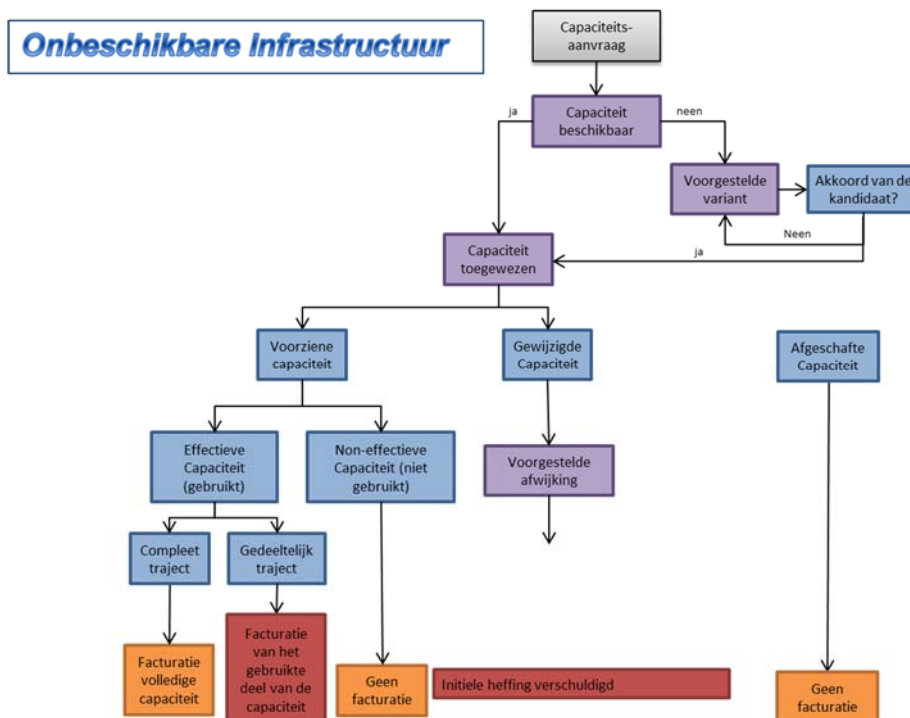 Onbeschikbare Infrastructuur
Capaciteits-
aanvraag
Capaciteit
beschikbaar
ja
neen
Voorgestelde
variant
Akkoord van de
kandidaat?
Neen
ja
Capaciteit
toegewezen
Voorziene
capaciteit
Gewijzigde
Capaciteit
Afgeschafte
Capaciteit
Effectieve
Capaciteit
(gebruikt)
Non-effectieve
Capaciteit (niet
gebruikt)
Voorgestelde
afwijking
Compleet
traject
Gedeeltelijk
traject
Facturatie
volledige
capaciteit
Facturatie
van het
gebruikte
deel van de
capaciteit
Geen
facturatie
Initiele heffing verschuldigd
Geen
facturatie